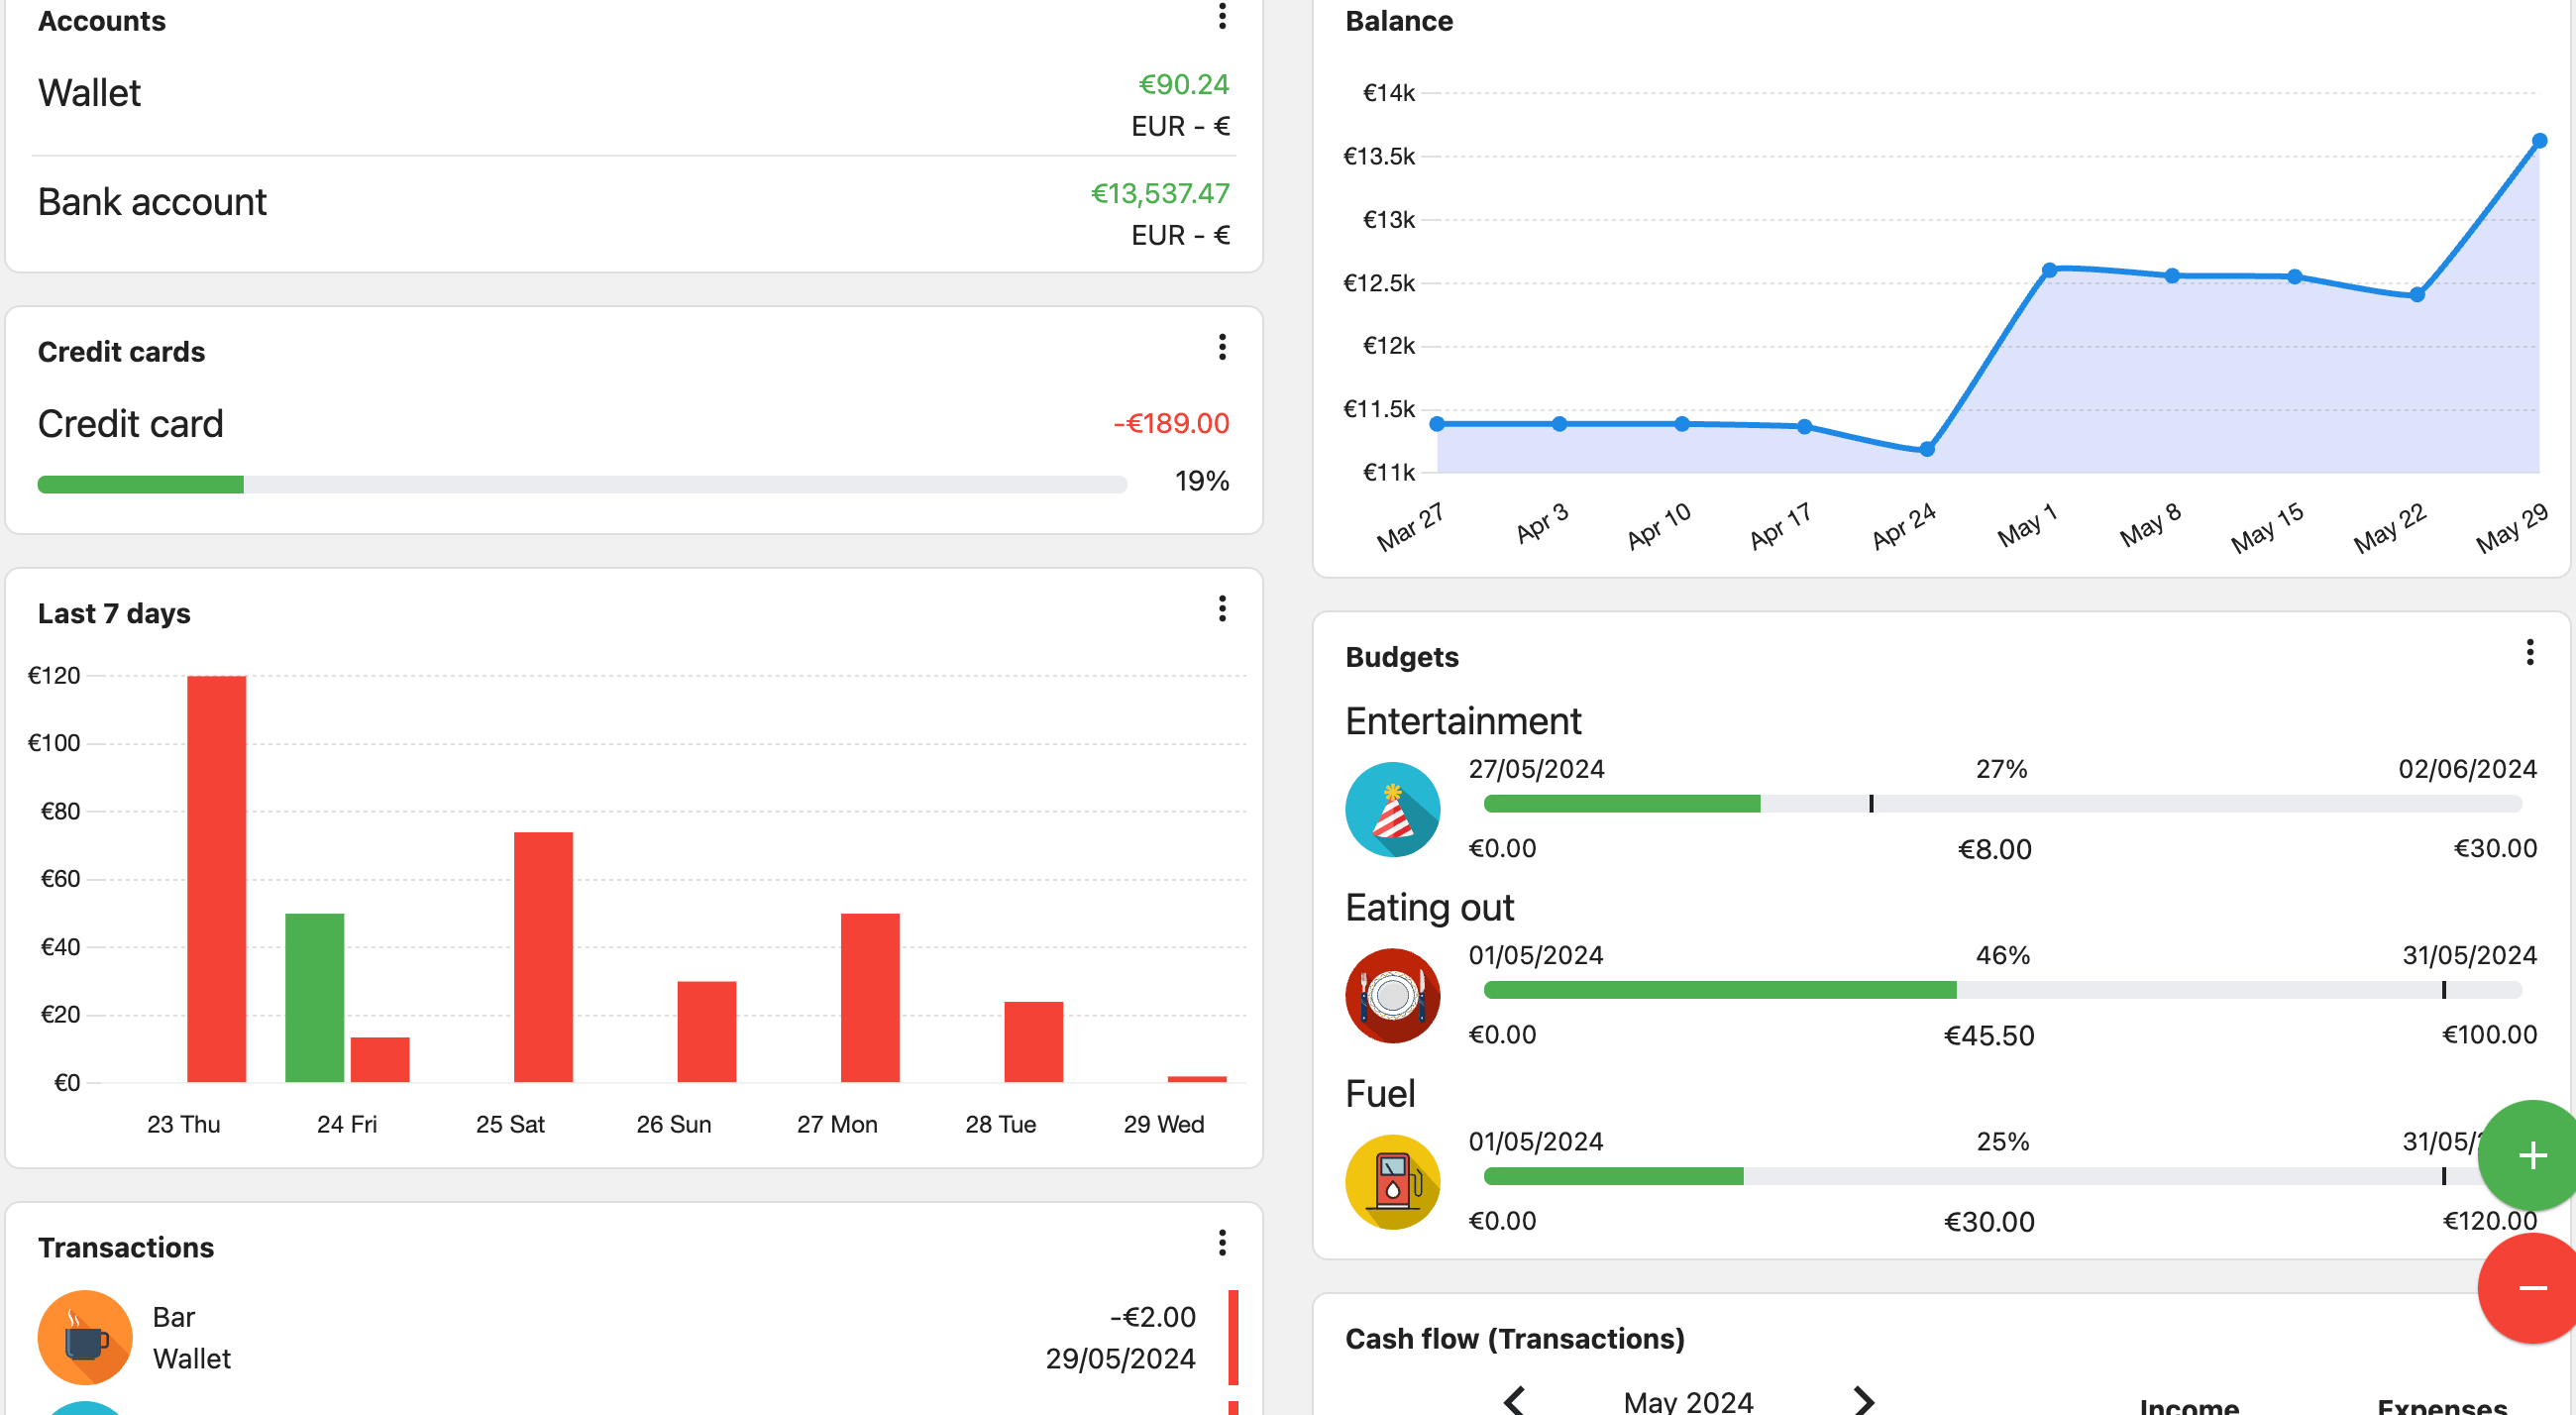 Accounts
Wallet
€90.24
EUR - €
Bank account
€13,537.47
EUR - €
Credit cards
Credit card
-€189.00
19%
Last 7 days
€120
€100
€80
€60
€40
€20
€0
23 Thu 24 Fri 25 Sat 26 Sun 27 Mon 28 Tue 29 Wed
Transactions
Bar
-€2.00
Wallet
29/05/2024
Balance
€14k
€13.5k
€13k
€12.5k
€12k
€11.5k
€11k
Mar 27 Apr 3 Apr 10 Apr 17 Apr 24 May 1 May 8 May 15 May 22 May 29
Budgets
Entertainment
27/05/2024 27% 02/06/2024
€0.00 €8.00 €30.00
Eating out
01/05/2024 46% 31/05/2024
€0.00 €45.50 €100.00
Fuel
01/05/2024 25% 31/05/
€0.00 €30.00 €120.00
Cash flow (Transactions)
May 2024 Income Expenses